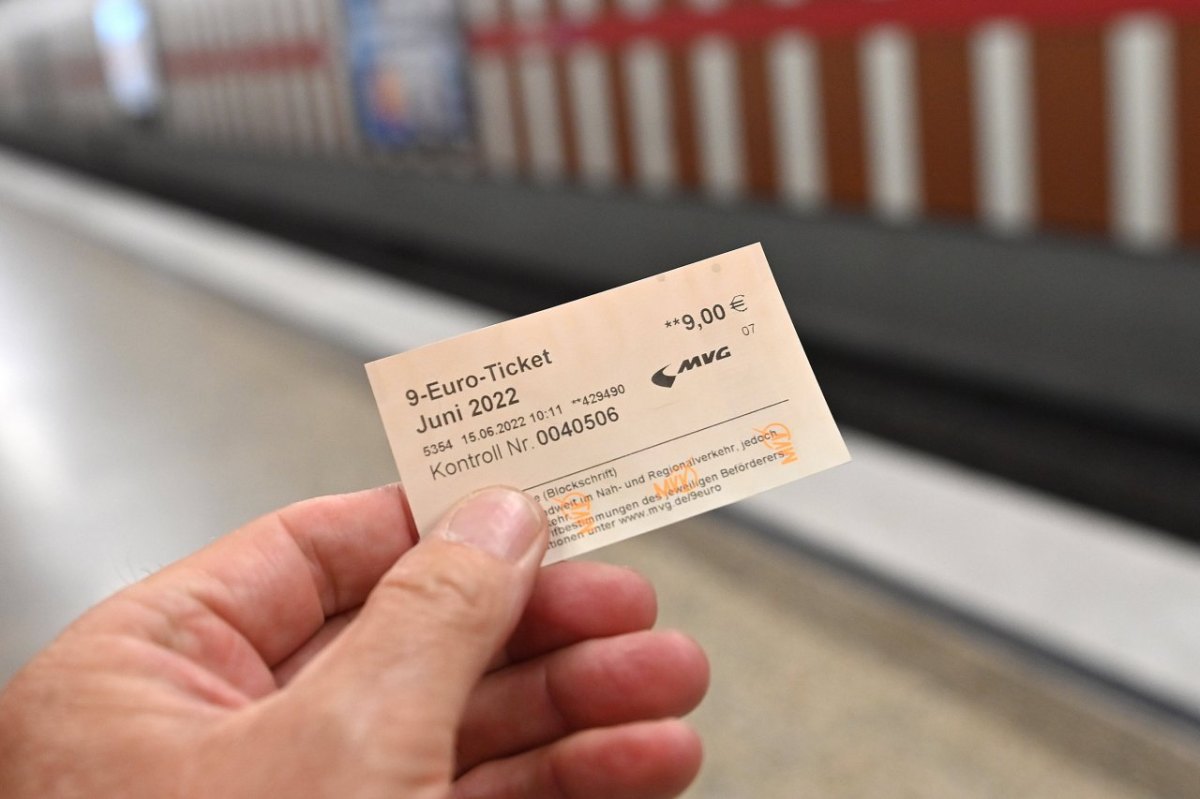 **9,00 €
07
9-Euro-Ticket
Juni 2022
MVG
5354 15.06.2022 10:11 **429490
Kontroll Nr. 0040506
(Blockschrift)
im Nah- und Regionalverkehr, jedoch
des jeweiligen Beförderers
unter www.mvg.de/9euro